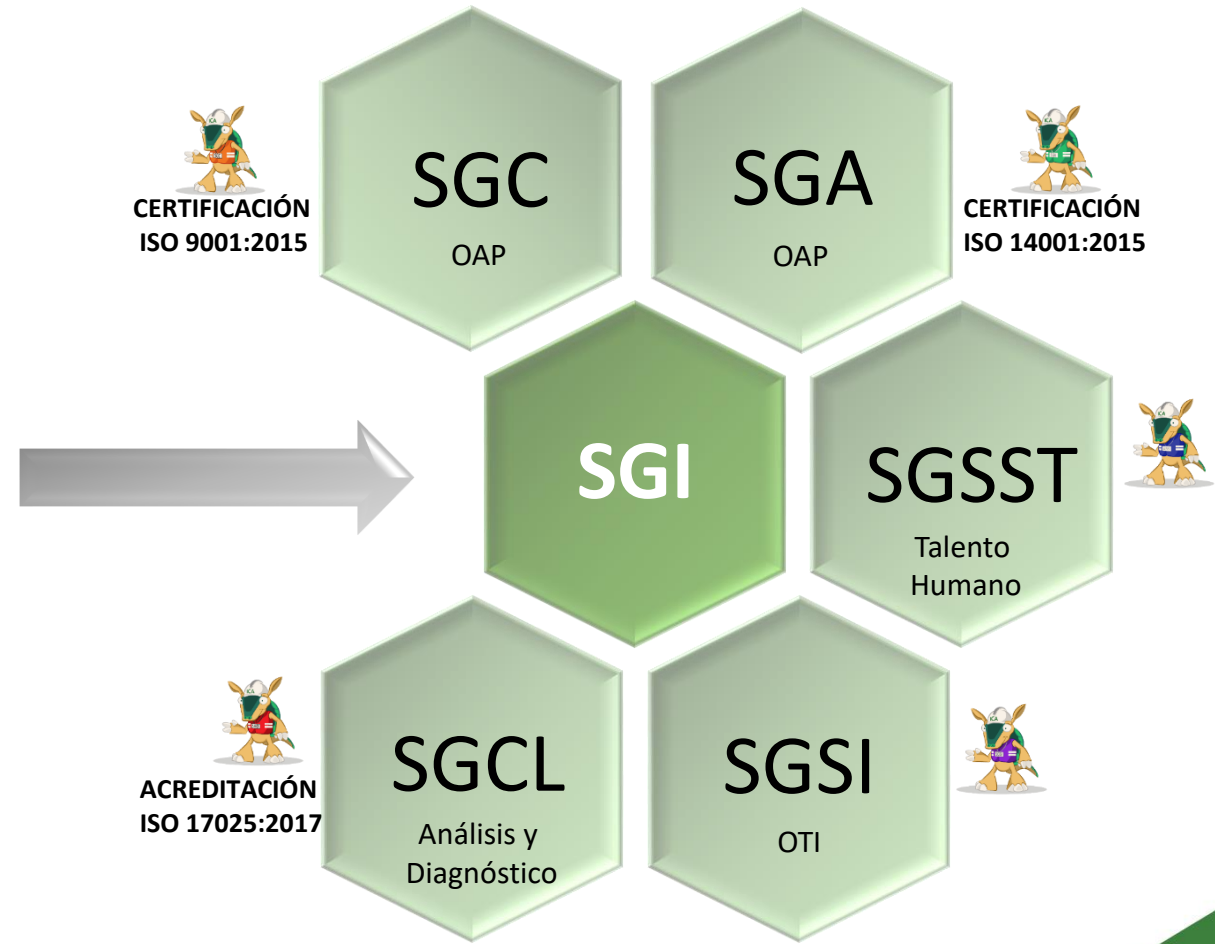 SGC
OAP
CERTIFICACIÓN
ISO 9001:2015
SGA
OAP
CERTIFICACIÓN
ISO 14001:2015
SGI
SGSST
Talento
Humano
SGCL
Análisis y
Diagnóstico
ACREDITACIÓN
ISO 17025:2017
SGSI
OTI